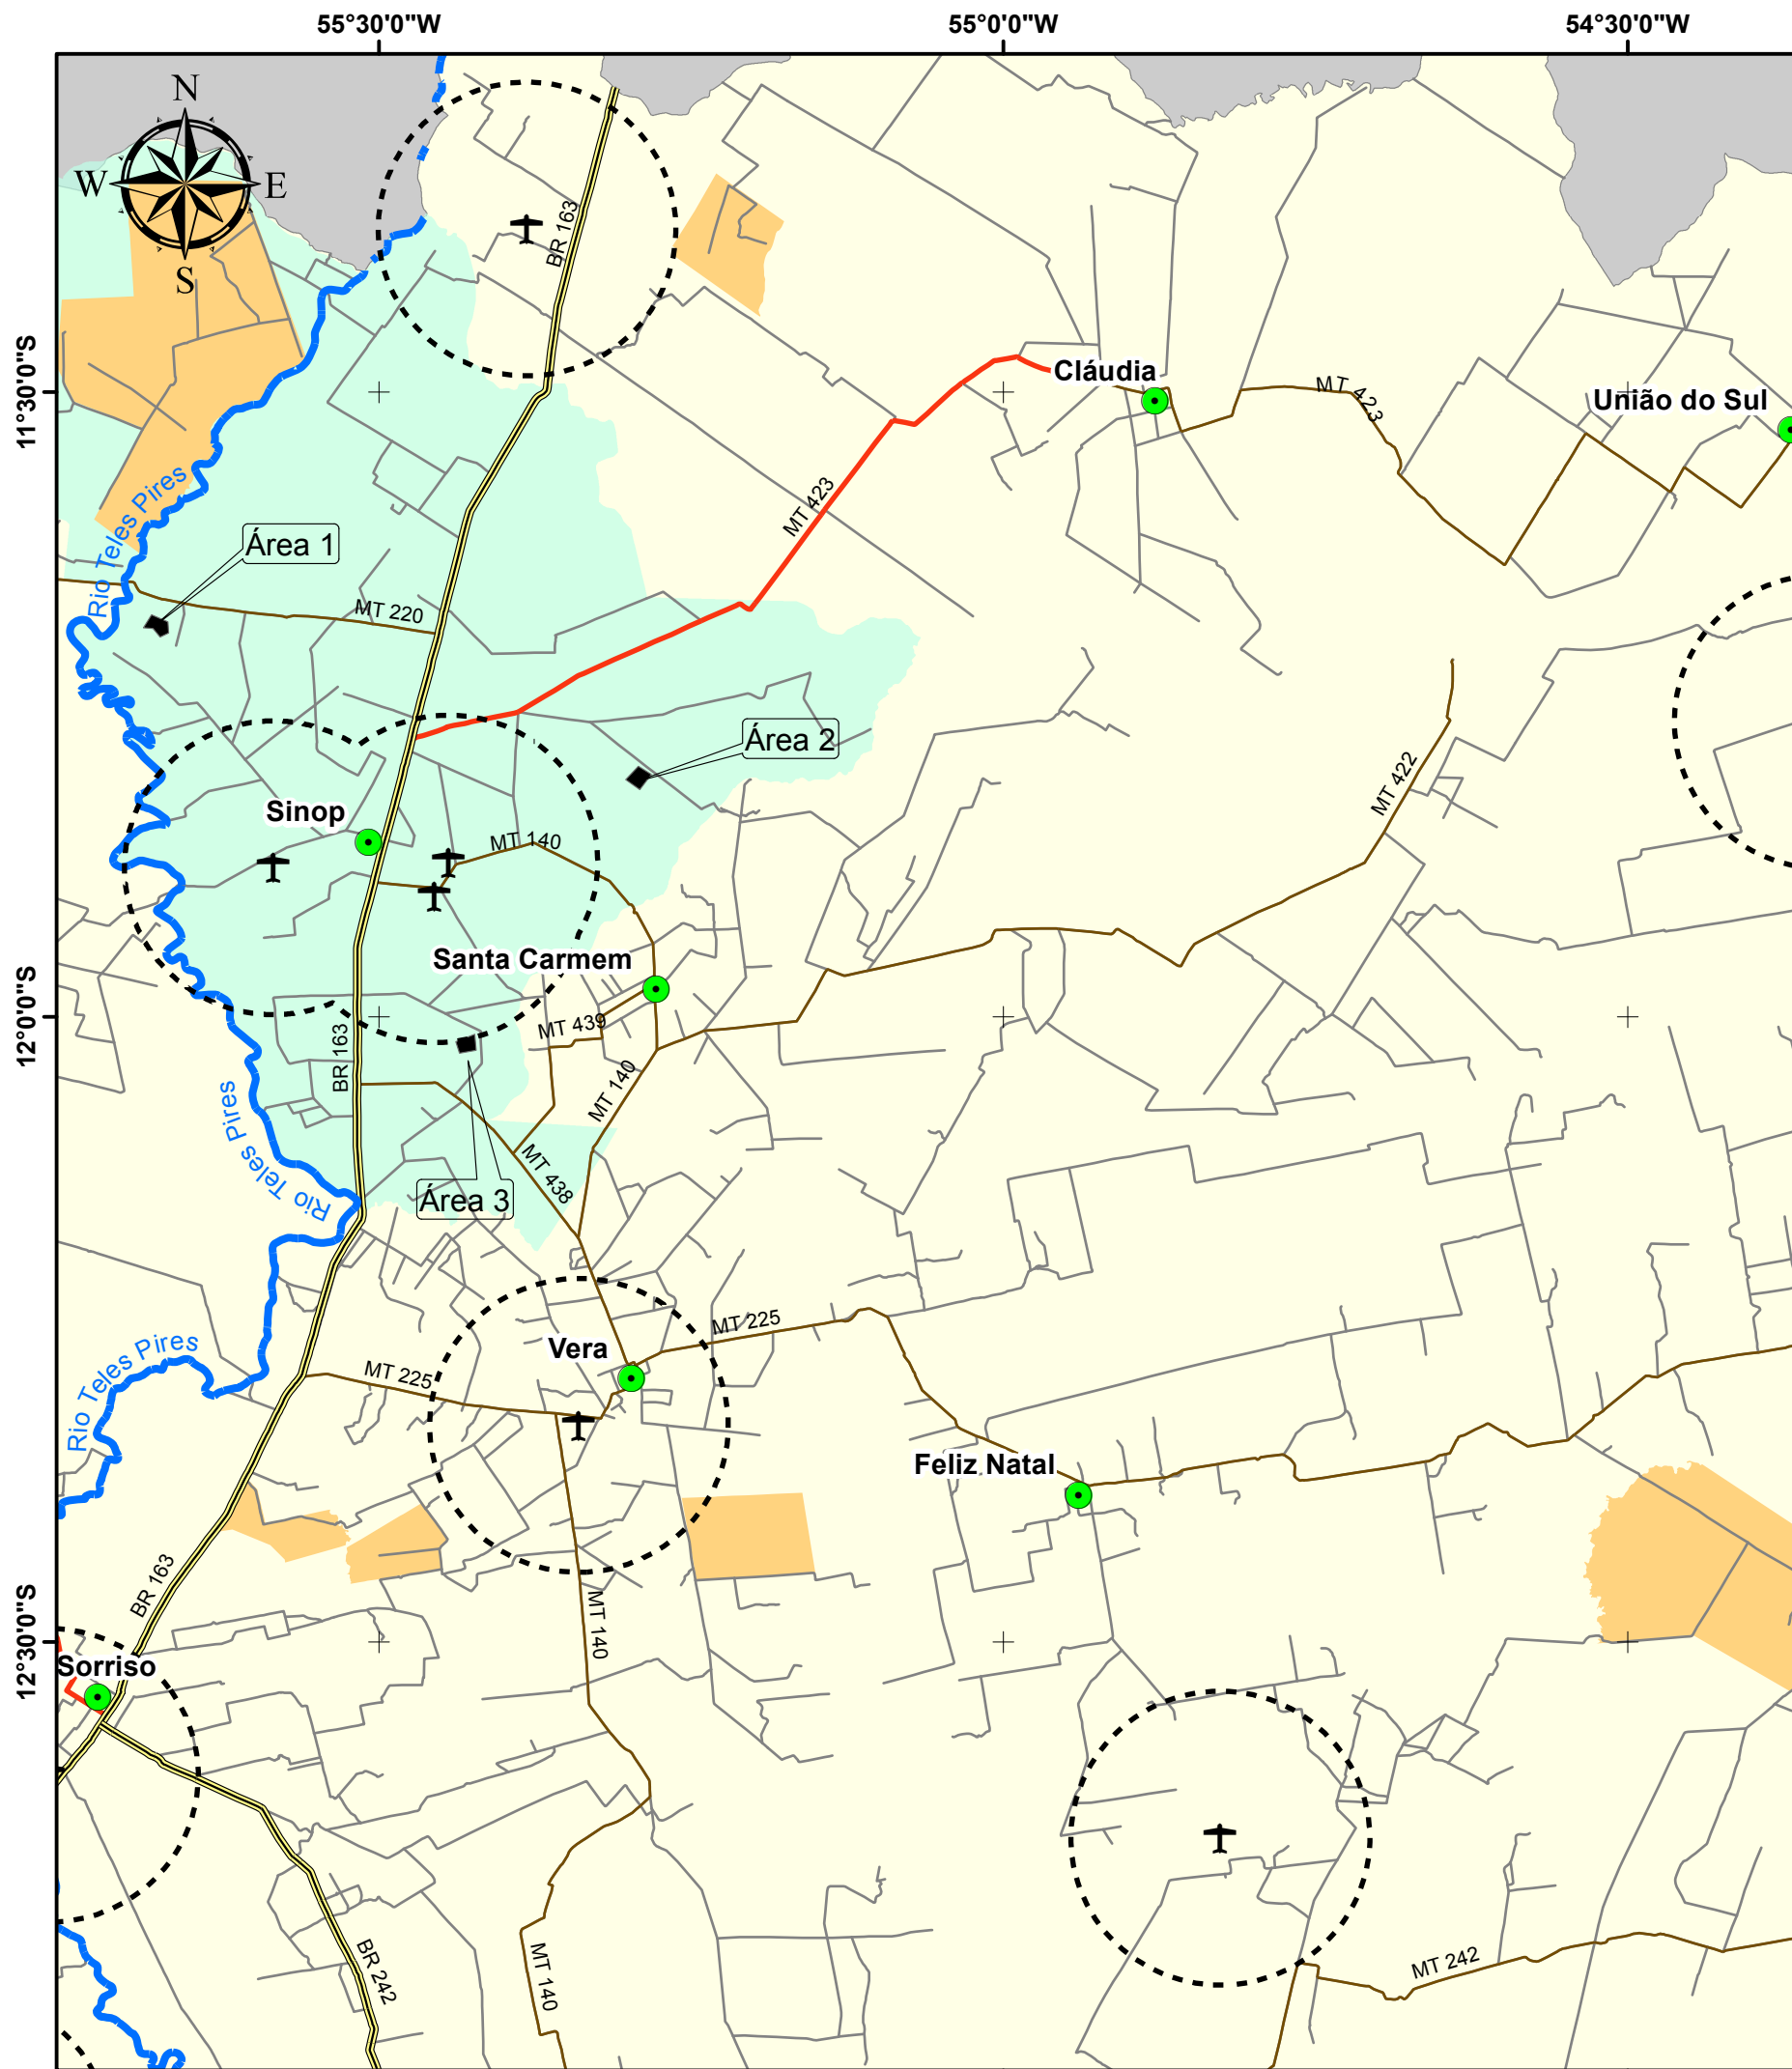 55°30'0"W
55°0'0"W
54°30'0"W
11°30'0"S
12°0'0"S
12°30'0"S
N
W
E
S
BR 163
Cláudia
MT 423
União do Sul
Rio Teles Pires
MT 423
Área 1
MT 220
Área 2
MT 422
Sinop
MT 140
Santa Carmem
MT 439
BR 163
MT 140
Rio Teles Pires
Rio Teles Pires
MT 438
Área 3
MT 225
Vera
Rio Teles Pires
MT 225
Feliz Natal
BR 163
MT 140
Sorriso
BR 242
MT 140
MT 242